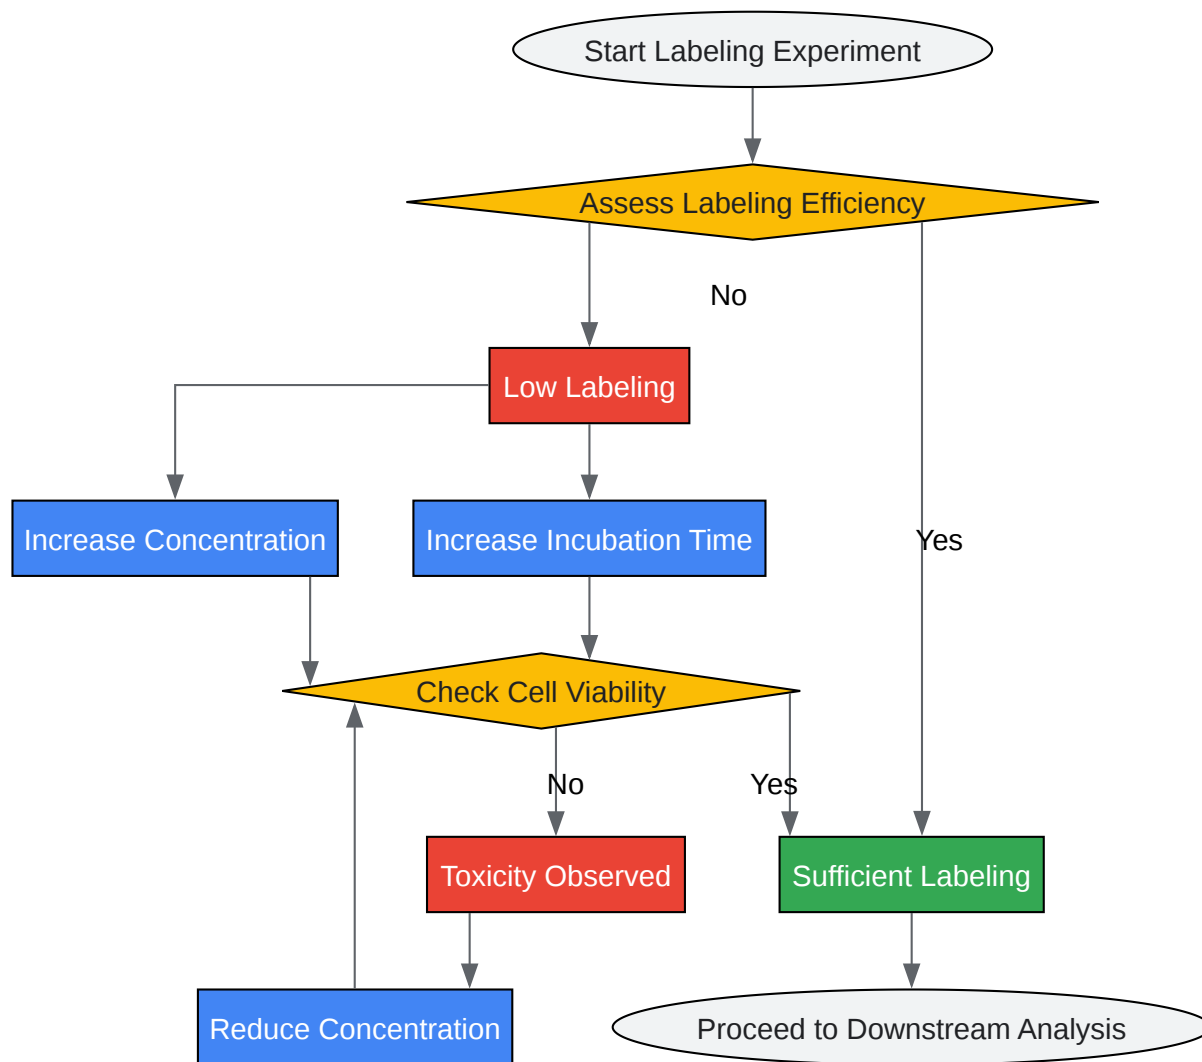 Start Labeling Experiment
Assess Labeling Efficiency
No
Low Labeling
Increase Concentration
Increase Incubation Time
Yes
Check Cell Viability
No
Yes
Toxicity Observed
Sufficient Labeling
Reduce Concentration
Proceed to Downstream Analysis